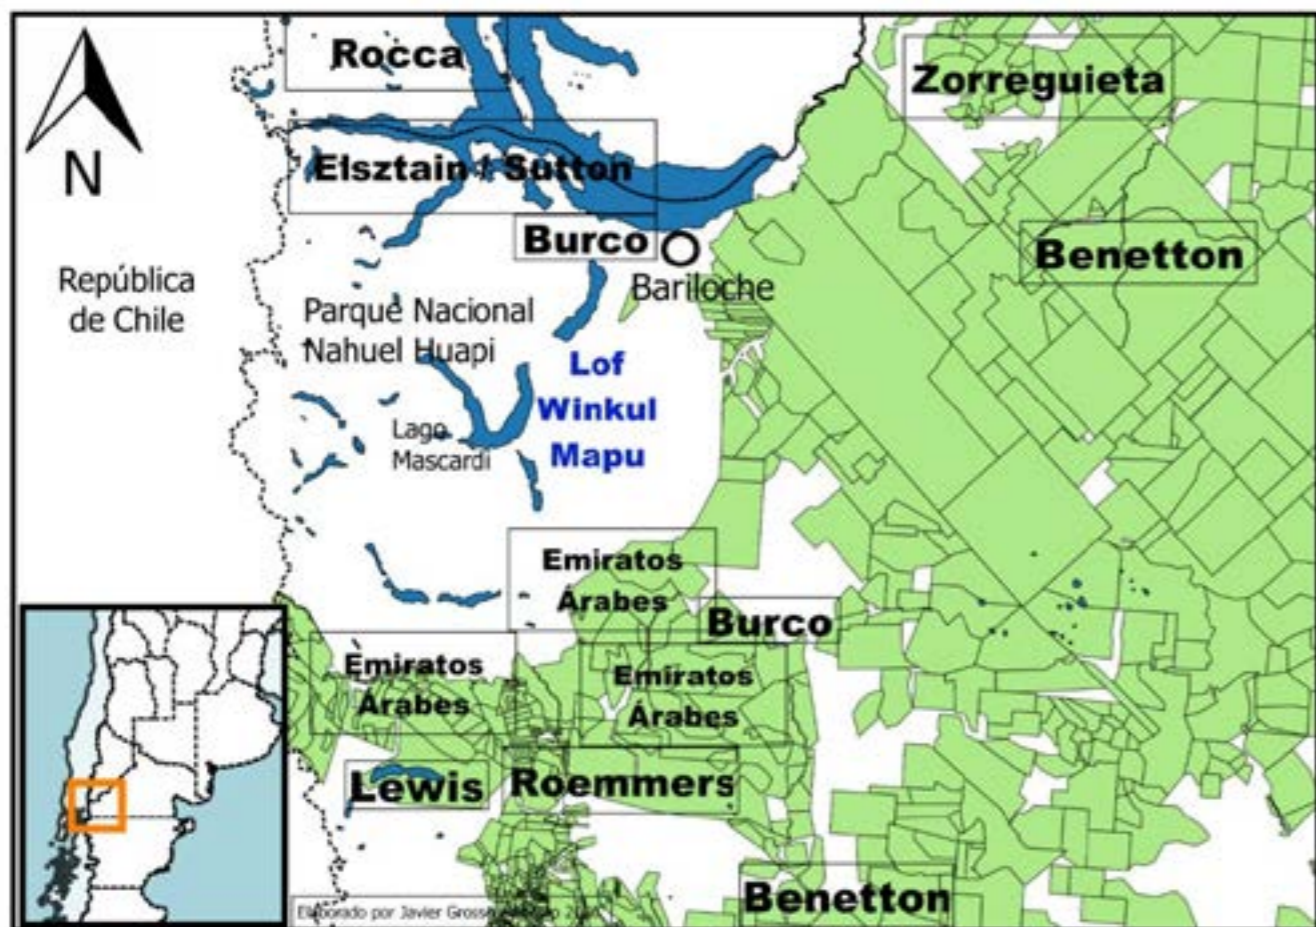 Rocca
Zorreguieta
N
Elsztain / Sutton
Burco
Benetton
República
de Chile
Bariloche
Parque Nacional
Nahuel Huapi
Lof
Winkul
Mapu
Lago
Mascardi
Emiratos
Árabes
Burco
Emiratos
Árabes
Emiratos
Árabes
Lewis
Roemmers
Benetton
Elaborado por Javier